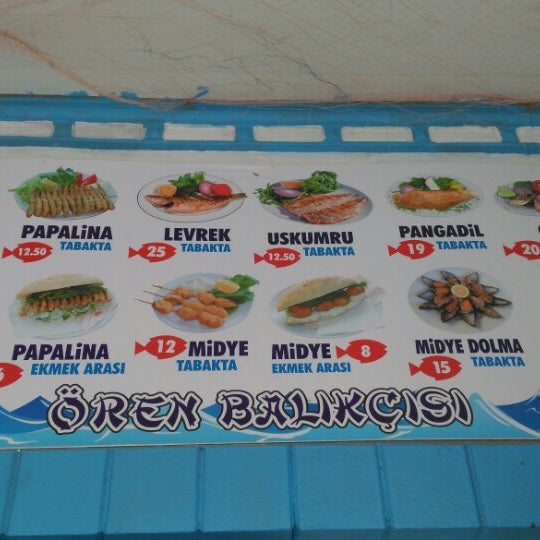 PAPALİNA
12.50 TABAKTA
LEVREK
25 TABAKTA
USKUMRU
12.50 TABAKTA
PANGADİL
19 TABAKTA
20
PAPALİNA
EKMEK ARASI
12 MİDYE
TABAKTA
MİDYE 8
EKMEK ARASI
MİDYE DOLMA
15 TABAKTA
ÖREN BALIKÇISI